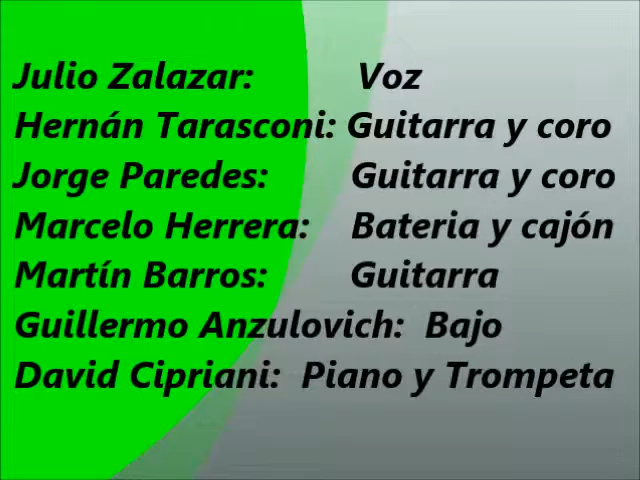 Julio Zalazar: Voz
Hernán Tarasconi: Guitarra y coro
Jorge Paredes: Guitarra y coro
Marcelo Herrera: Bateria y cajón
Martín Barros: Guitarra
Guillermo Anzulovich: Bajo
David Cipriani: Piano y Trompeta